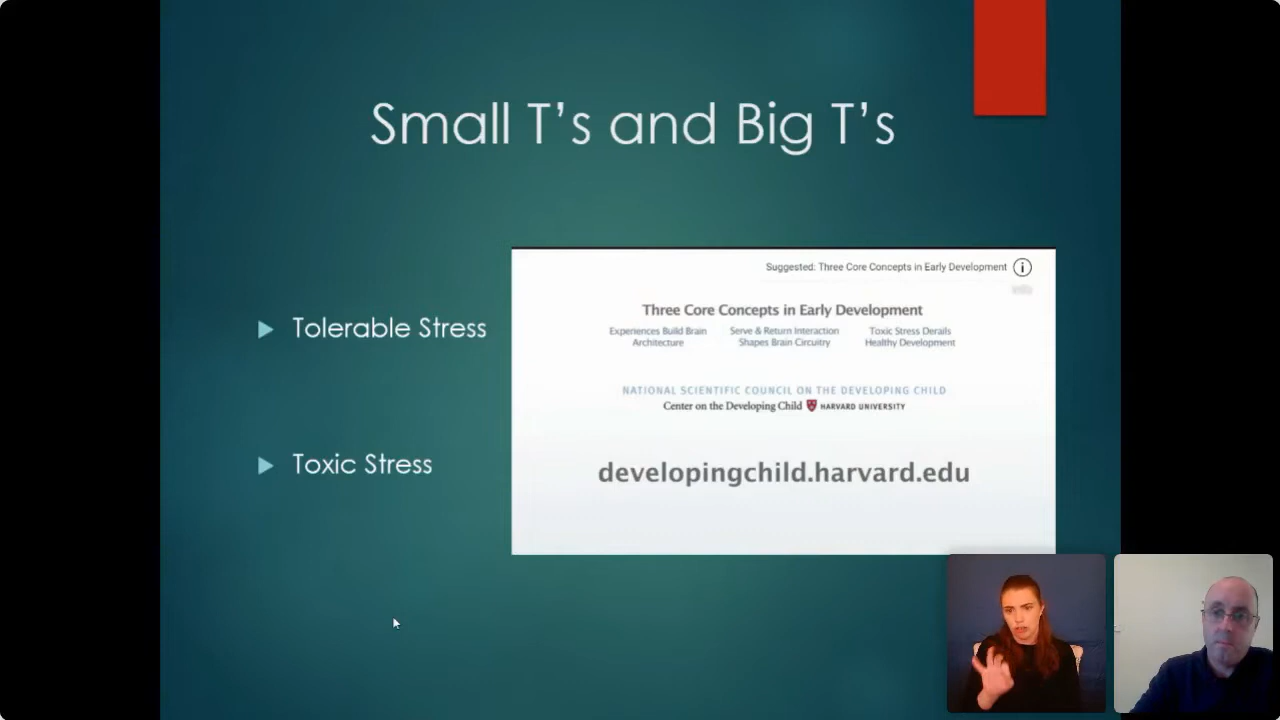 Small T's and Big T's
Tolerable Stress
Toxic Stress
Suggested: Three Core Concepts in Early Development
Three Core Concepts in Early Development
Experiences Build Brain
Architecture
Serve & Return Interaction
Shapes Brain Circuitry
Toxic Stress Derails
Healthy Development
NATIONAL SCIENTIFIC COUNCIL ON THE DEVELOPING CHILD
Center on the Developing Child HARVARD UNIVERSITY
developingchild.harvard.edu